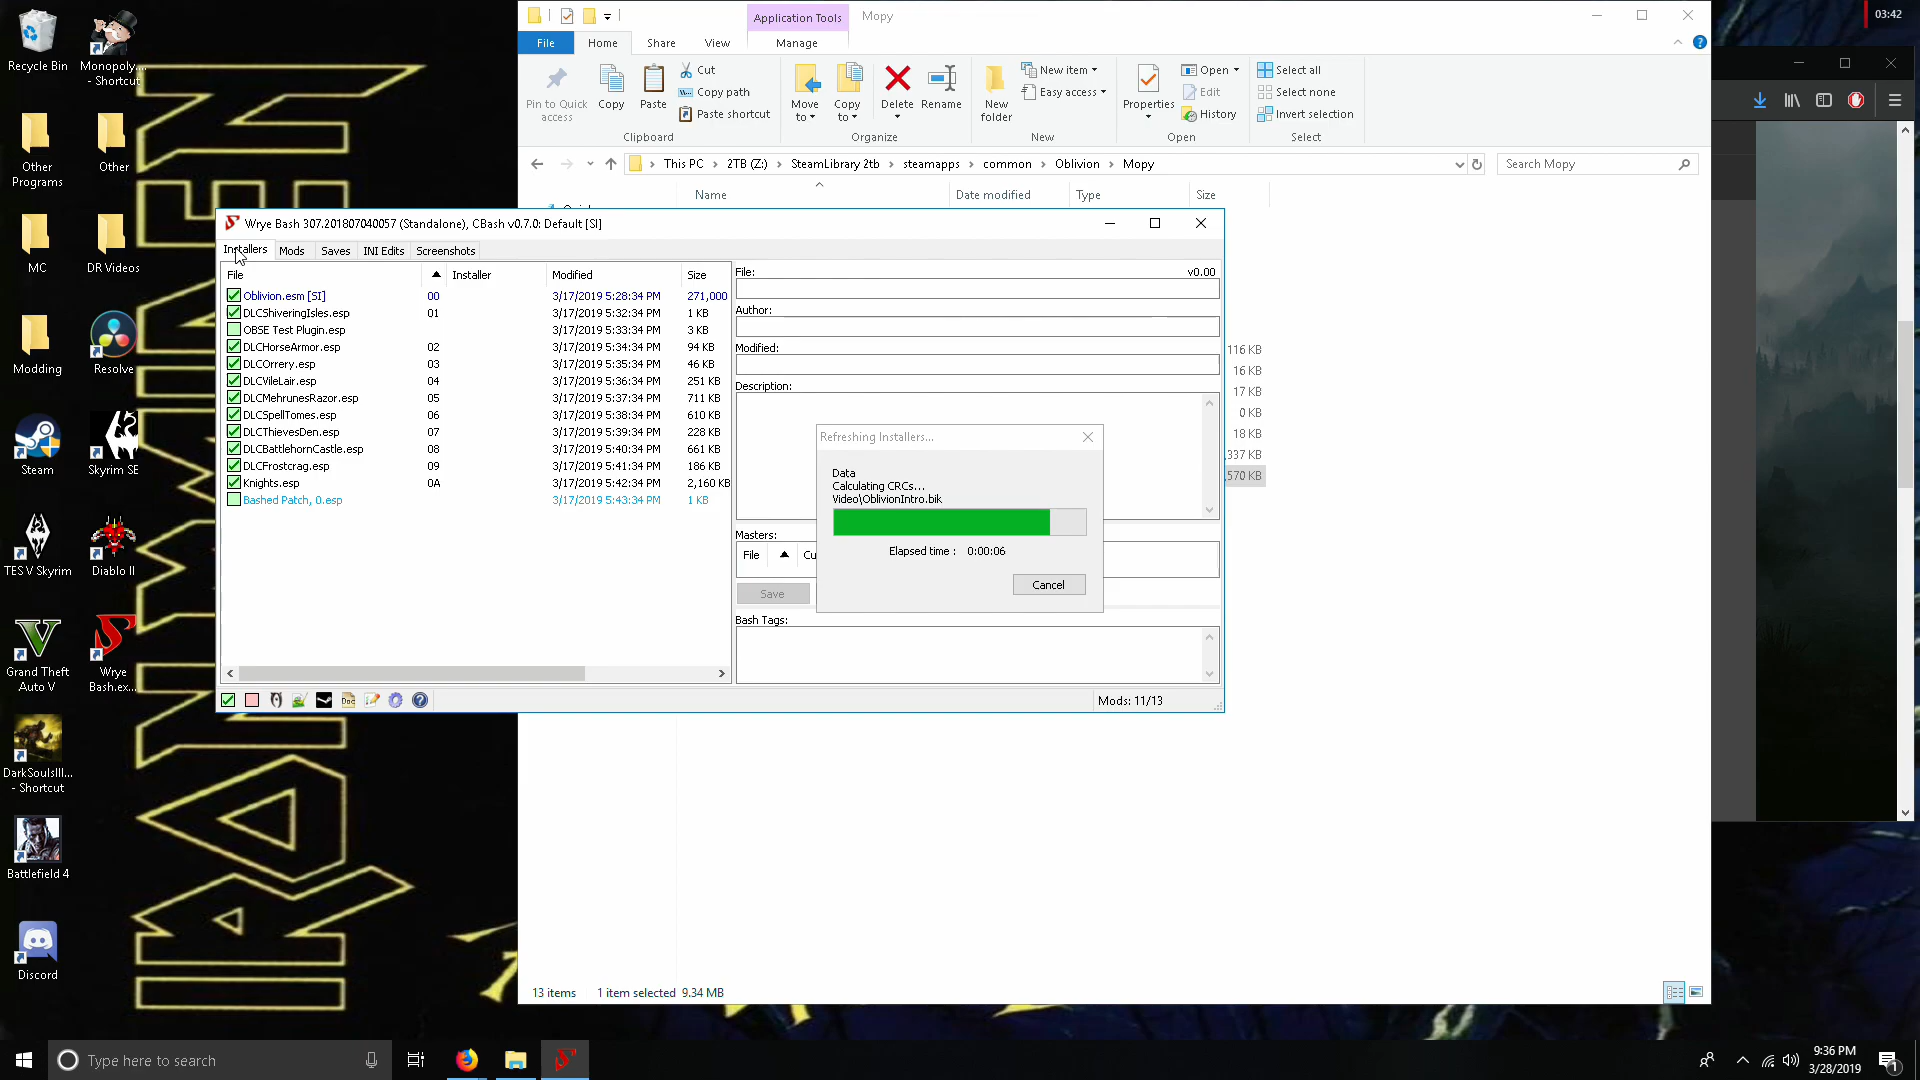 Recycle Bin
Monopoly...
- Shortcut
Other
Programs
Other
MC
DR Videos
Modding
Resolve
Steam
Skyrim SE
TES V Skyrim
Diablo II
Grand Theft
Auto V
Wrye
Bash.ex...
DarkSoulsIII...
- Shortcut
Battlefield 4
Discord
Application Tools
Mopy
File
Home
Share
View
Manage
Pin to Quick
access
Copy
Paste
Cut
Copy path
Paste shortcut
Clipboard
Move
to
Copy
to
Delete
Rename
Organize
New
folder
New item
Easy access
New
Properties
Open
Edit
History
Open
Select all
Select none
Invert selection
Select
This PC
2TB (Z:)
SteamLibrary 2tb
steamapps
common
Oblivion
Mopy
Search Mopy
Name
Date modified
Type
Size
116 KB
16 KB
17 KB
0 KB
18 KB
,337 KB
,570 KB
13 items
1 item selected 9.34 MB
Wrye Bash 307.201807040057 (Standalone), CBash v0.7.0: Default [SI]
Installers
Mods
Saves
INI Edits
Screenshots
File
Installer
Modified
Size
Oblivion.esm [SI] 00 3/17/2019 5:28:34 PM 271,000
DLCShiveringIsles.esp 01 3/17/2019 5:32:34 PM 1 KB
OBSE Test Plugin.esp 3/17/2019 5:33:34 PM 3 KB
DLCHorseArmor.esp 02 3/17/2019 5:34:34 PM 94 KB
DLCOrrery.esp 03 3/17/2019 5:35:34 PM 46 KB
DLCVileLair.esp 04 3/17/2019 5:36:34 PM 251 KB
DLCMehrunesRazor.esp 05 3/17/2019 5:37:34 PM 711 KB
DLCSpellTomes.esp 06 3/17/2019 5:38:34 PM 610 KB
DLCThievesDen.esp 07 3/17/2019 5:39:34 PM 228 KB
DLCBattlehornCastle.esp 08 3/17/2019 5:40:34 PM 661 KB
DLCFrostcrag.esp 09 3/17/2019 5:41:34 PM 186 KB
Knights.esp 0A 3/17/2019 5:42:34 PM 2,160 KB
Bashed Patch, 0.esp 3/17/2019 5:43:34 PM 1 KB
File:
v0.00
Author:
Modified:
Description:
Masters:
File
Cu
Save
Bash Tags:
Mods: 11/13
Refreshing Installers...
Data
Calculating CRCs...
Video\OblivionIntro.bik
Elapsed time : 0:00:06
Cancel
03:42
Type here to search
9:36 PM
3/28/2019
1